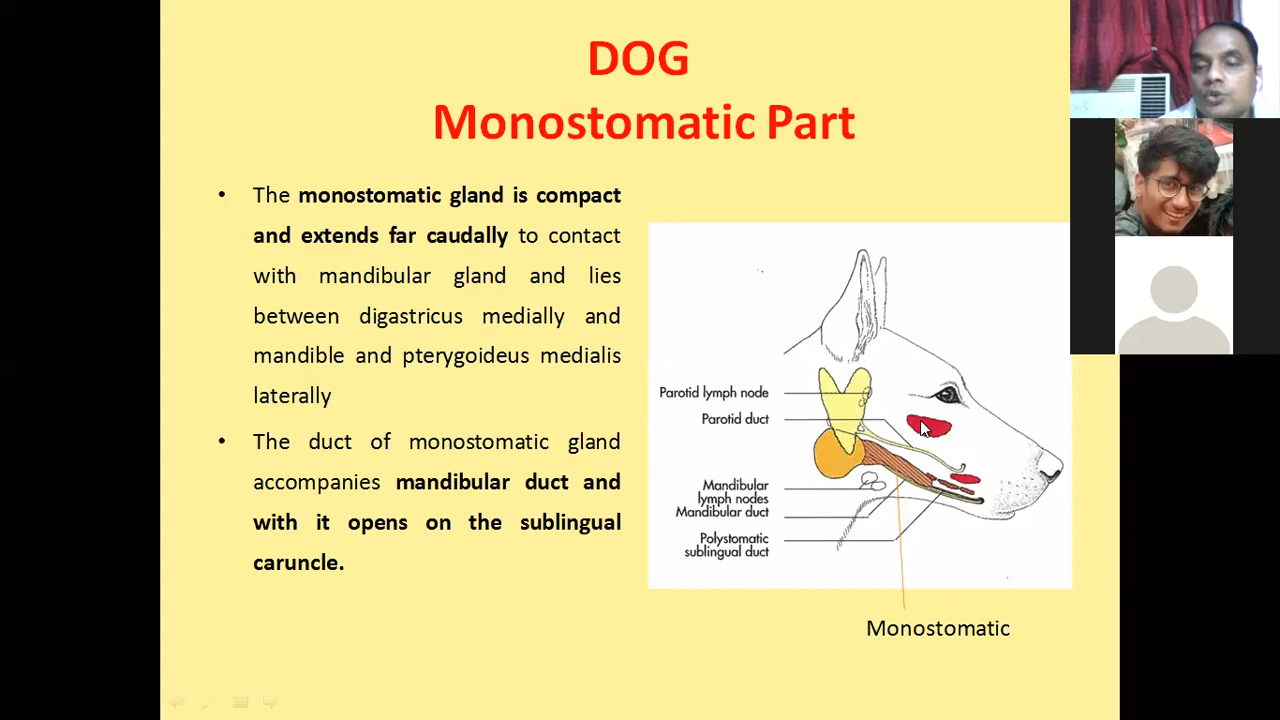 DOG
Monostomatic Part
• The monostomatic gland is compact
and extends far caudally to contact
with mandibular gland and lies
between digastricus medially and
mandible and pterygoideus medialis
laterally
• The duct of monostomatic gland
accompanies mandibular duct and
with it opens on the sublingual
caruncle.
Parotid lymph node
Parotid duct
Mandibular
lymph nodes
Mandibular duct
Polystomatic
sublingual duct
Monostomatic